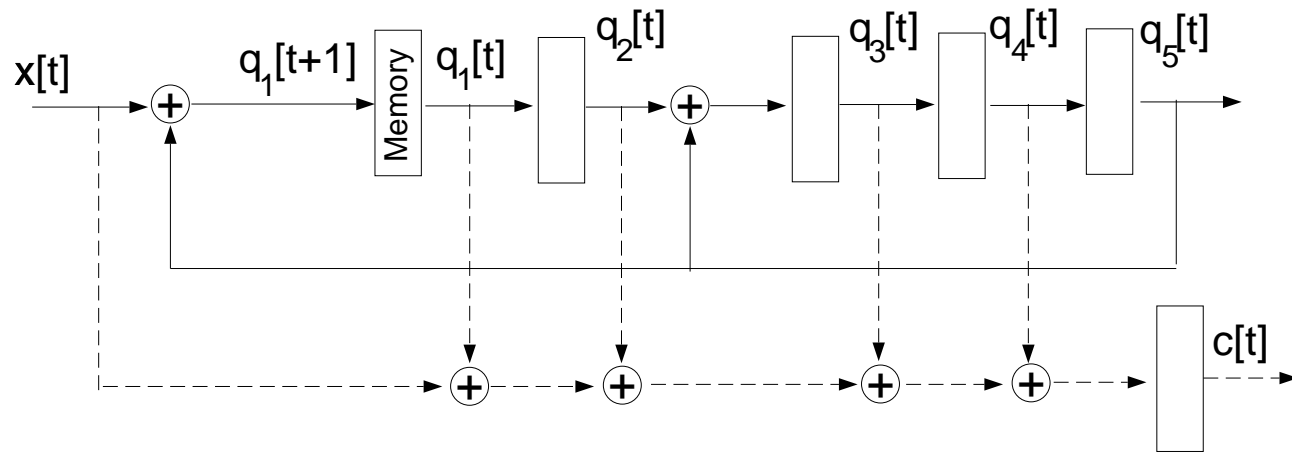 x[t]
q1[t+1]
Memory
q1[t]
q2[t]
q3[t]
q4[t]
q5[t]
+
+
+
+
+
+
c[t]